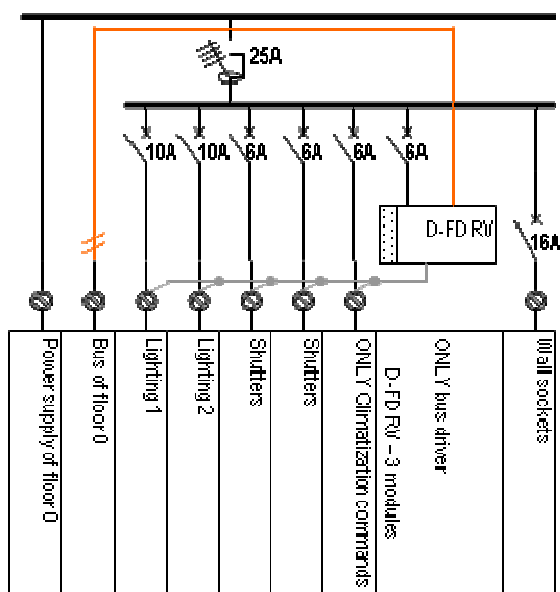 25A
10A
10A
6A
6A
6A
6A
D-FD RV
16A
Power supply of floor 0
Bus of floor 0
Lighting 1
Lighting 2
Shutters
Shutters
ONLY Climatization commands
D-FD RV - 3 modules
ONLY bus driver
Wall sockets